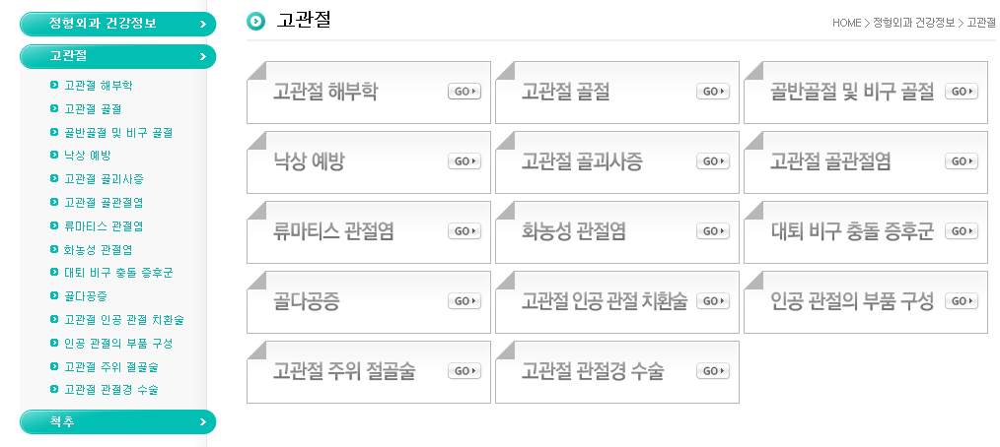 정형외과 건강정보
고관절
고관절 해부학
고관절 골절
골반골절 및 비구 골절
낙상 예방
고관절 골괴사증
고관절 골관절염
류마티스 관절염
화농성 관절염
대퇴 비구 충돌 증후군
골다공증
고관절 인공 관절 치환술
인공 관절의 부품 구성
고관절 주위 절골술
고관절 관절경 수술
척추
고관절
HOME > 정형외과 건강정보 > 고관절
고관절 해부학 GO
고관절 골절 GO
골반골절 및 비구 골절 GO
낙상 예방 GO
고관절 골괴사증 GO
고관절 골관절염 GO
류마티스 관절염 GO
화농성 관절염 GO
대퇴 비구 충돌 증후군 GO
골다공증 GO
고관절 인공 관절 치환술 GO
인공 관절의 부품 구성 GO
고관절 주위 절골술 GO
고관절 관절경 수술 GO